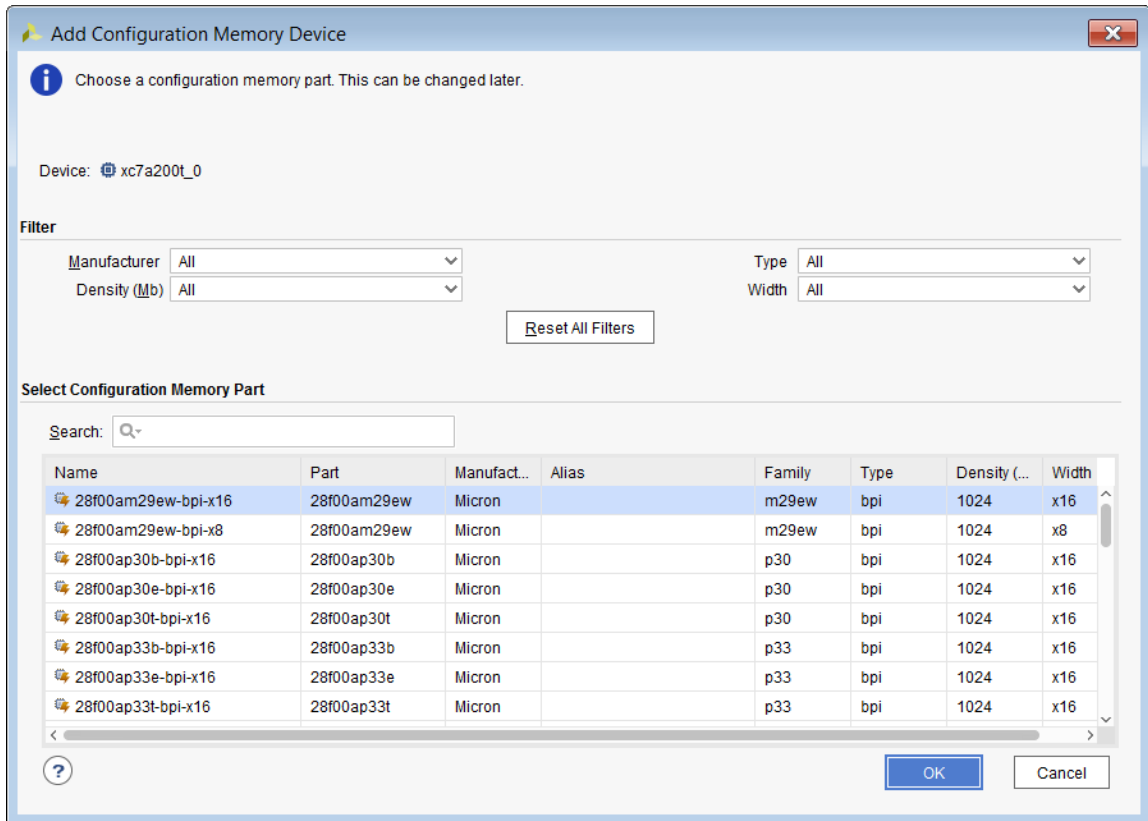 Add Configuration Memory Device
Choose a configuration memory part. This can be changed later.
Device: xc7a200t_0
Filter
Manufacturer All Type All
Density (Mb) All Width All
Reset All Filters
Select Configuration Memory Part
Search:
Name Part Manufact... Alias Family Type Density (... Width
28f00am29ew-bpi-x16 28f00am29ew Micron m29ew bpi 1024 x16
28f00am29ew-bpi-x8 28f00am29ew Micron m29ew bpi 1024 x8
28f00ap30b-bpi-x16 28f00ap30b Micron p30 bpi 1024 x16
28f00ap30e-bpi-x16 28f00ap30e Micron p30 bpi 1024 x16
28f00ap30t-bpi-x16 28f00ap30t Micron p30 bpi 1024 x16
28f00ap33b-bpi-x16 28f00ap33b Micron p33 bpi 1024 x16
28f00ap33e-bpi-x16 28f00ap33e Micron p33 bpi 1024 x16
28f00ap33t-bpi-x16 28f00ap33t Micron p33 bpi 1024 x16
? OK Cancel